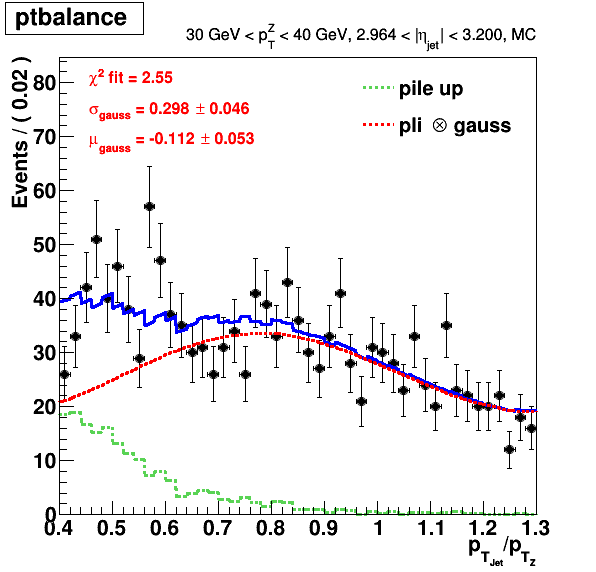 ptbalance
30 GeV < p_T^Z < 40 GeV, 2.964 < |η_jet| < 3.200, MC
χ² fit = 2.55
σ_gauss = 0.298 ± 0.046
μ_gauss = -0.112 ± 0.053
pile up
pli ⊗ gauss
Events / ( 0.02 )
80
70
60
50
40
30
20
10
0
0.4 0.5 0.6 0.7 0.8 0.9 1 1.1 1.2 1.3
p_T_Jet/p_T_Z